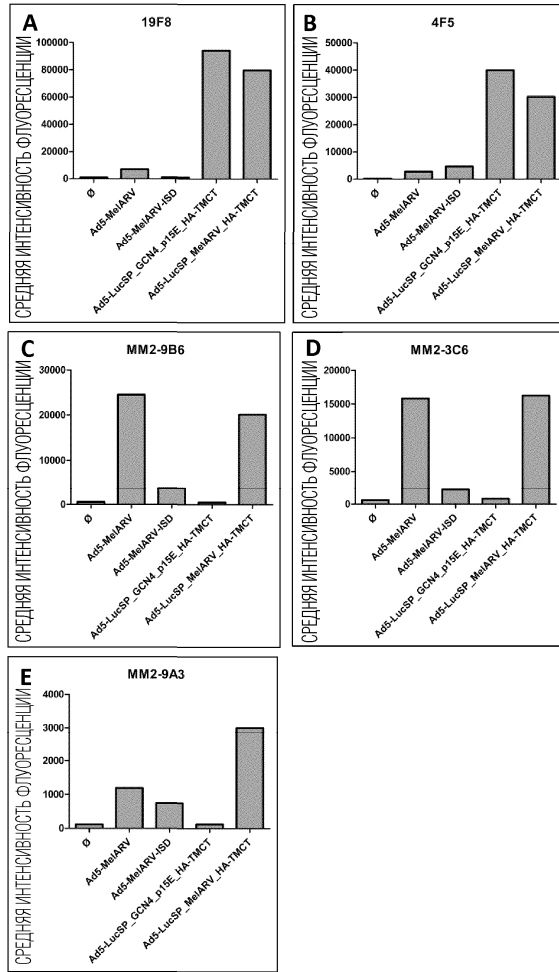 A
19F8
СРЕДНЯЯ ИНТЕНСИВНОСТЬ ФЛУОРЕСЦЕНЦИИ
100000
80000
60000
40000
20000
0
Ø
Ad5-MelARV
Ad5-MelARV-ISD
Ad5-LucSP_GCN4_p15E_HA-TMCT
Ad5-LucSP_MelARV_HA-TMCT
B
4F5
СРЕДНЯЯ ИНТЕНСИВНОСТЬ ФЛУОРЕСЦЕНЦИИ
50000
40000
30000
20000
10000
0
Ø
Ad5-MelARV
Ad5-MelARV-ISD
Ad5-LucSP_GCN4_p15E_HA-TMCT
Ad5-LucSP_MelARV_HA-TMCT
C
MM2-9B6
СРЕДНЯЯ ИНТЕНСИВНОСТЬ ФЛУОРЕСЦЕНЦИИ
30000
20000
10000
0
Ø
Ad5-MelARV
Ad5-MelARV-ISD
Ad5-LucSP_GCN4_p15E_HA-TMCT
Ad5-LucSP_MelARV_HA-TMCT
D
MM2-3C6
СРЕДНЯЯ ИНТЕНСИВНОСТЬ ФЛУОРЕСЦЕНЦИИ
20000
15000
10000
5000
0
Ø
Ad5-MelARV
Ad5-MelARV-ISD
Ad5-LucSP_GCN4_p15E_HA-TMCT
Ad5-LucSP_MelARV_HA-TMCT
E
MM2-9A3
СРЕДНЯЯ ИНТЕНСИВНОСТЬ ФЛУОРЕСЦЕНЦИИ
4000
3000
2000
1000
0
Ø
Ad5-MelARV
Ad5-MelARV-ISD
Ad5-LucSP_GCN4_p15E_HA-TMCT
Ad5-LucSP_MelARV_HA-TMCT